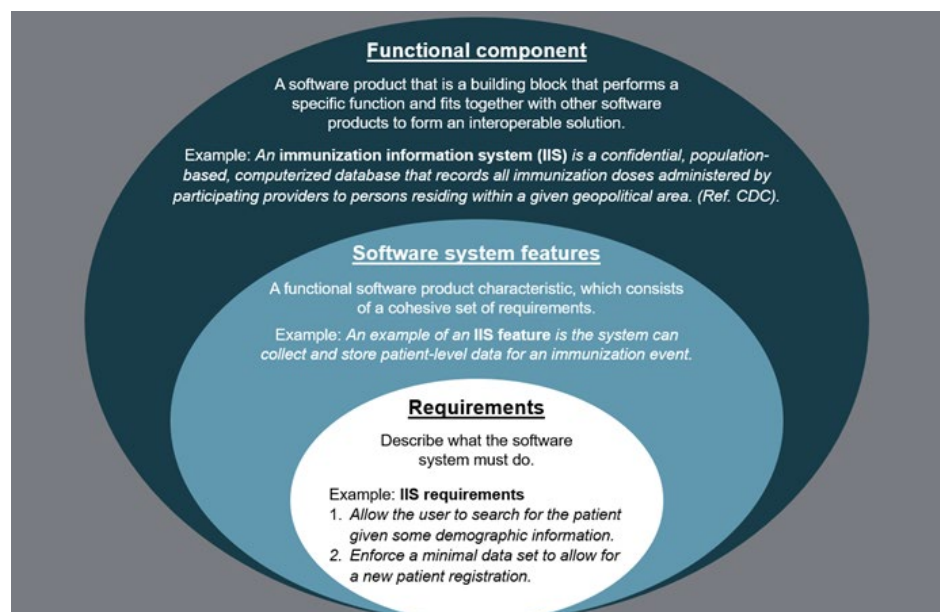 Functional component
A software product that is a building block that performs a
specific function and fits together with other software
products to form an interoperable solution.
Example: An immunization information system (IIS) is a confidential, population-
based, computerized database that records all immunization doses administered by
participating providers to persons residing within a given geopolitical area. (Ref. CDC).
Software system features
A functional software product characteristic, which consists
of a cohesive set of requirements.
Example: An example of an IIS feature is the system can
collect and store patient-level data for an immunization event.
Requirements
Describe what the software
system must do.
Example: IIS requirements
1. Allow the user to search for the patient
given some demographic information.
2. Enforce a minimal data set to allow for
a new patient registration.